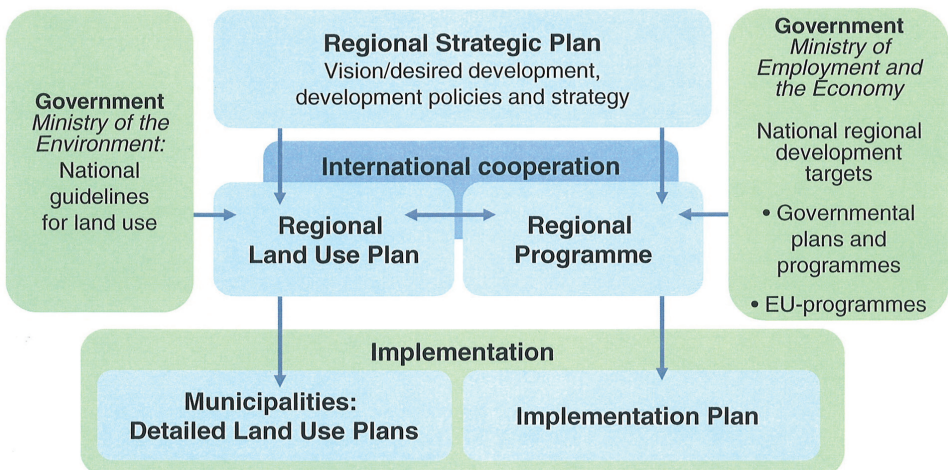 Regional Strategic Plan
Vision/desired development,
development policies and strategy
Government
Ministry of the
Environment:
National
guidelines
for land use
Government
Ministry of
Employment and
the Economy
National regional
development
targets
• Governmental
plans and
programmes
• EU-programmes
International cooperation
Regional
Land Use Plan
Regional
Programme
Implementation
Municipalities:
Detailed Land Use Plans
Implementation Plan